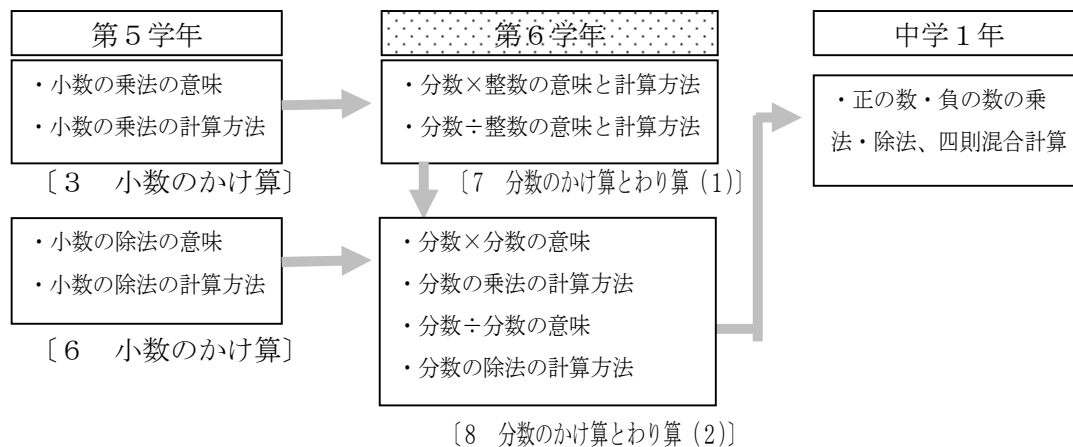 第５学年
・小数の乗法の意味
・小数の乗法の計算方法
〔３　小数のかけ算〕
・小数の除法の意味
・小数の除法の計算方法
〔６　小数のかけ算〕
第６学年
・分数×整数の意味と計算方法
・分数÷整数の意味と計算方法
〔7　分数のかけ算とわり算（1）〕
・分数×分数の意味
・分数の乗法の計算方法
・分数÷分数の意味
・分数の除法の計算方法
〔8　分数のかけ算とわり算（2）〕
中学１年
・正の数・負の数の乗
法・除法、四則混合計算